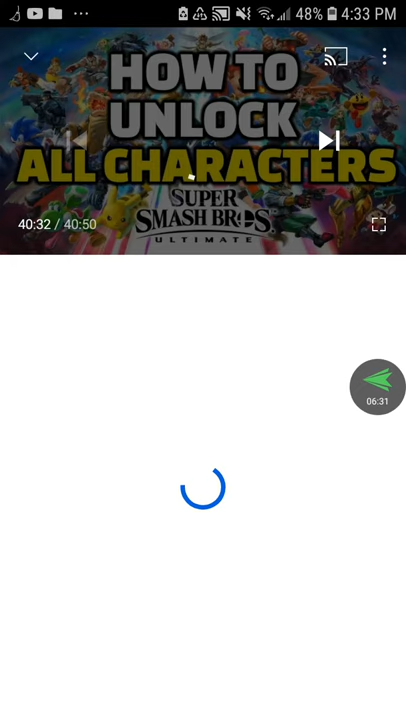 48% 4:33 PM
HOW TO
UNLOCK
ALL CHARACTERS
SUPER
SMASH BROS.
ULTIMATE
40:32 / 40:50
06:31